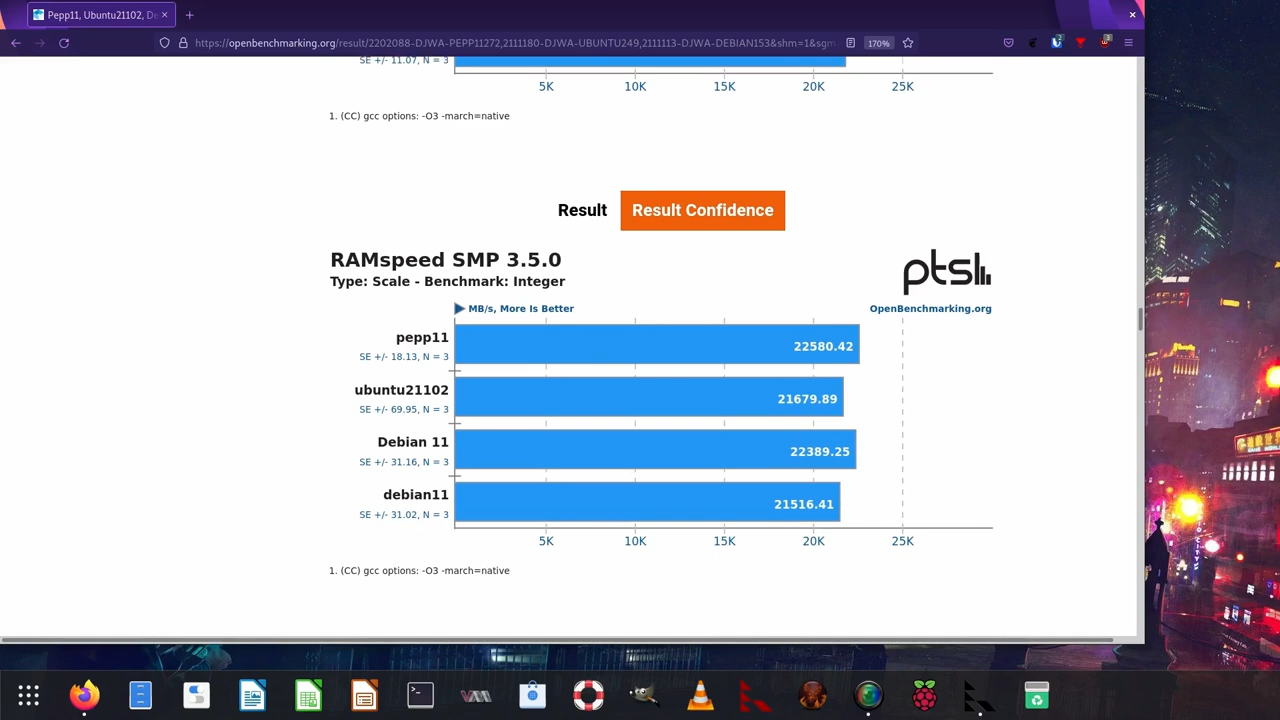 Pepp11, Ubuntu21102, De
https://openbenchmarking.org/result/2202088-DJWA-PEPP11272,2111180-DJWA-UBUNTU249,2111113-DJWA-DEBIAN153&shm=1&sgm
170%
2
3
SE +/- 11.07, N = 3
5K 10K 15K 20K 25K
1. (CC) gcc options: -O3 -march=native
Result Result Confidence
RAMspeed SMP 3.5.0
Type: Scale - Benchmark: Integer
ptsl
MB/s, More Is Better OpenBenchmarking.org
pepp11 22580.42
SE +/- 18.13, N = 3
ubuntu21102 21679.89
SE +/- 69.95, N = 3
Debian 11 22389.25
SE +/- 31.16, N = 3
debian11 21516.41
SE +/- 31.02, N = 3
5K 10K 15K 20K 25K
1. (CC) gcc options: -O3 -march=native